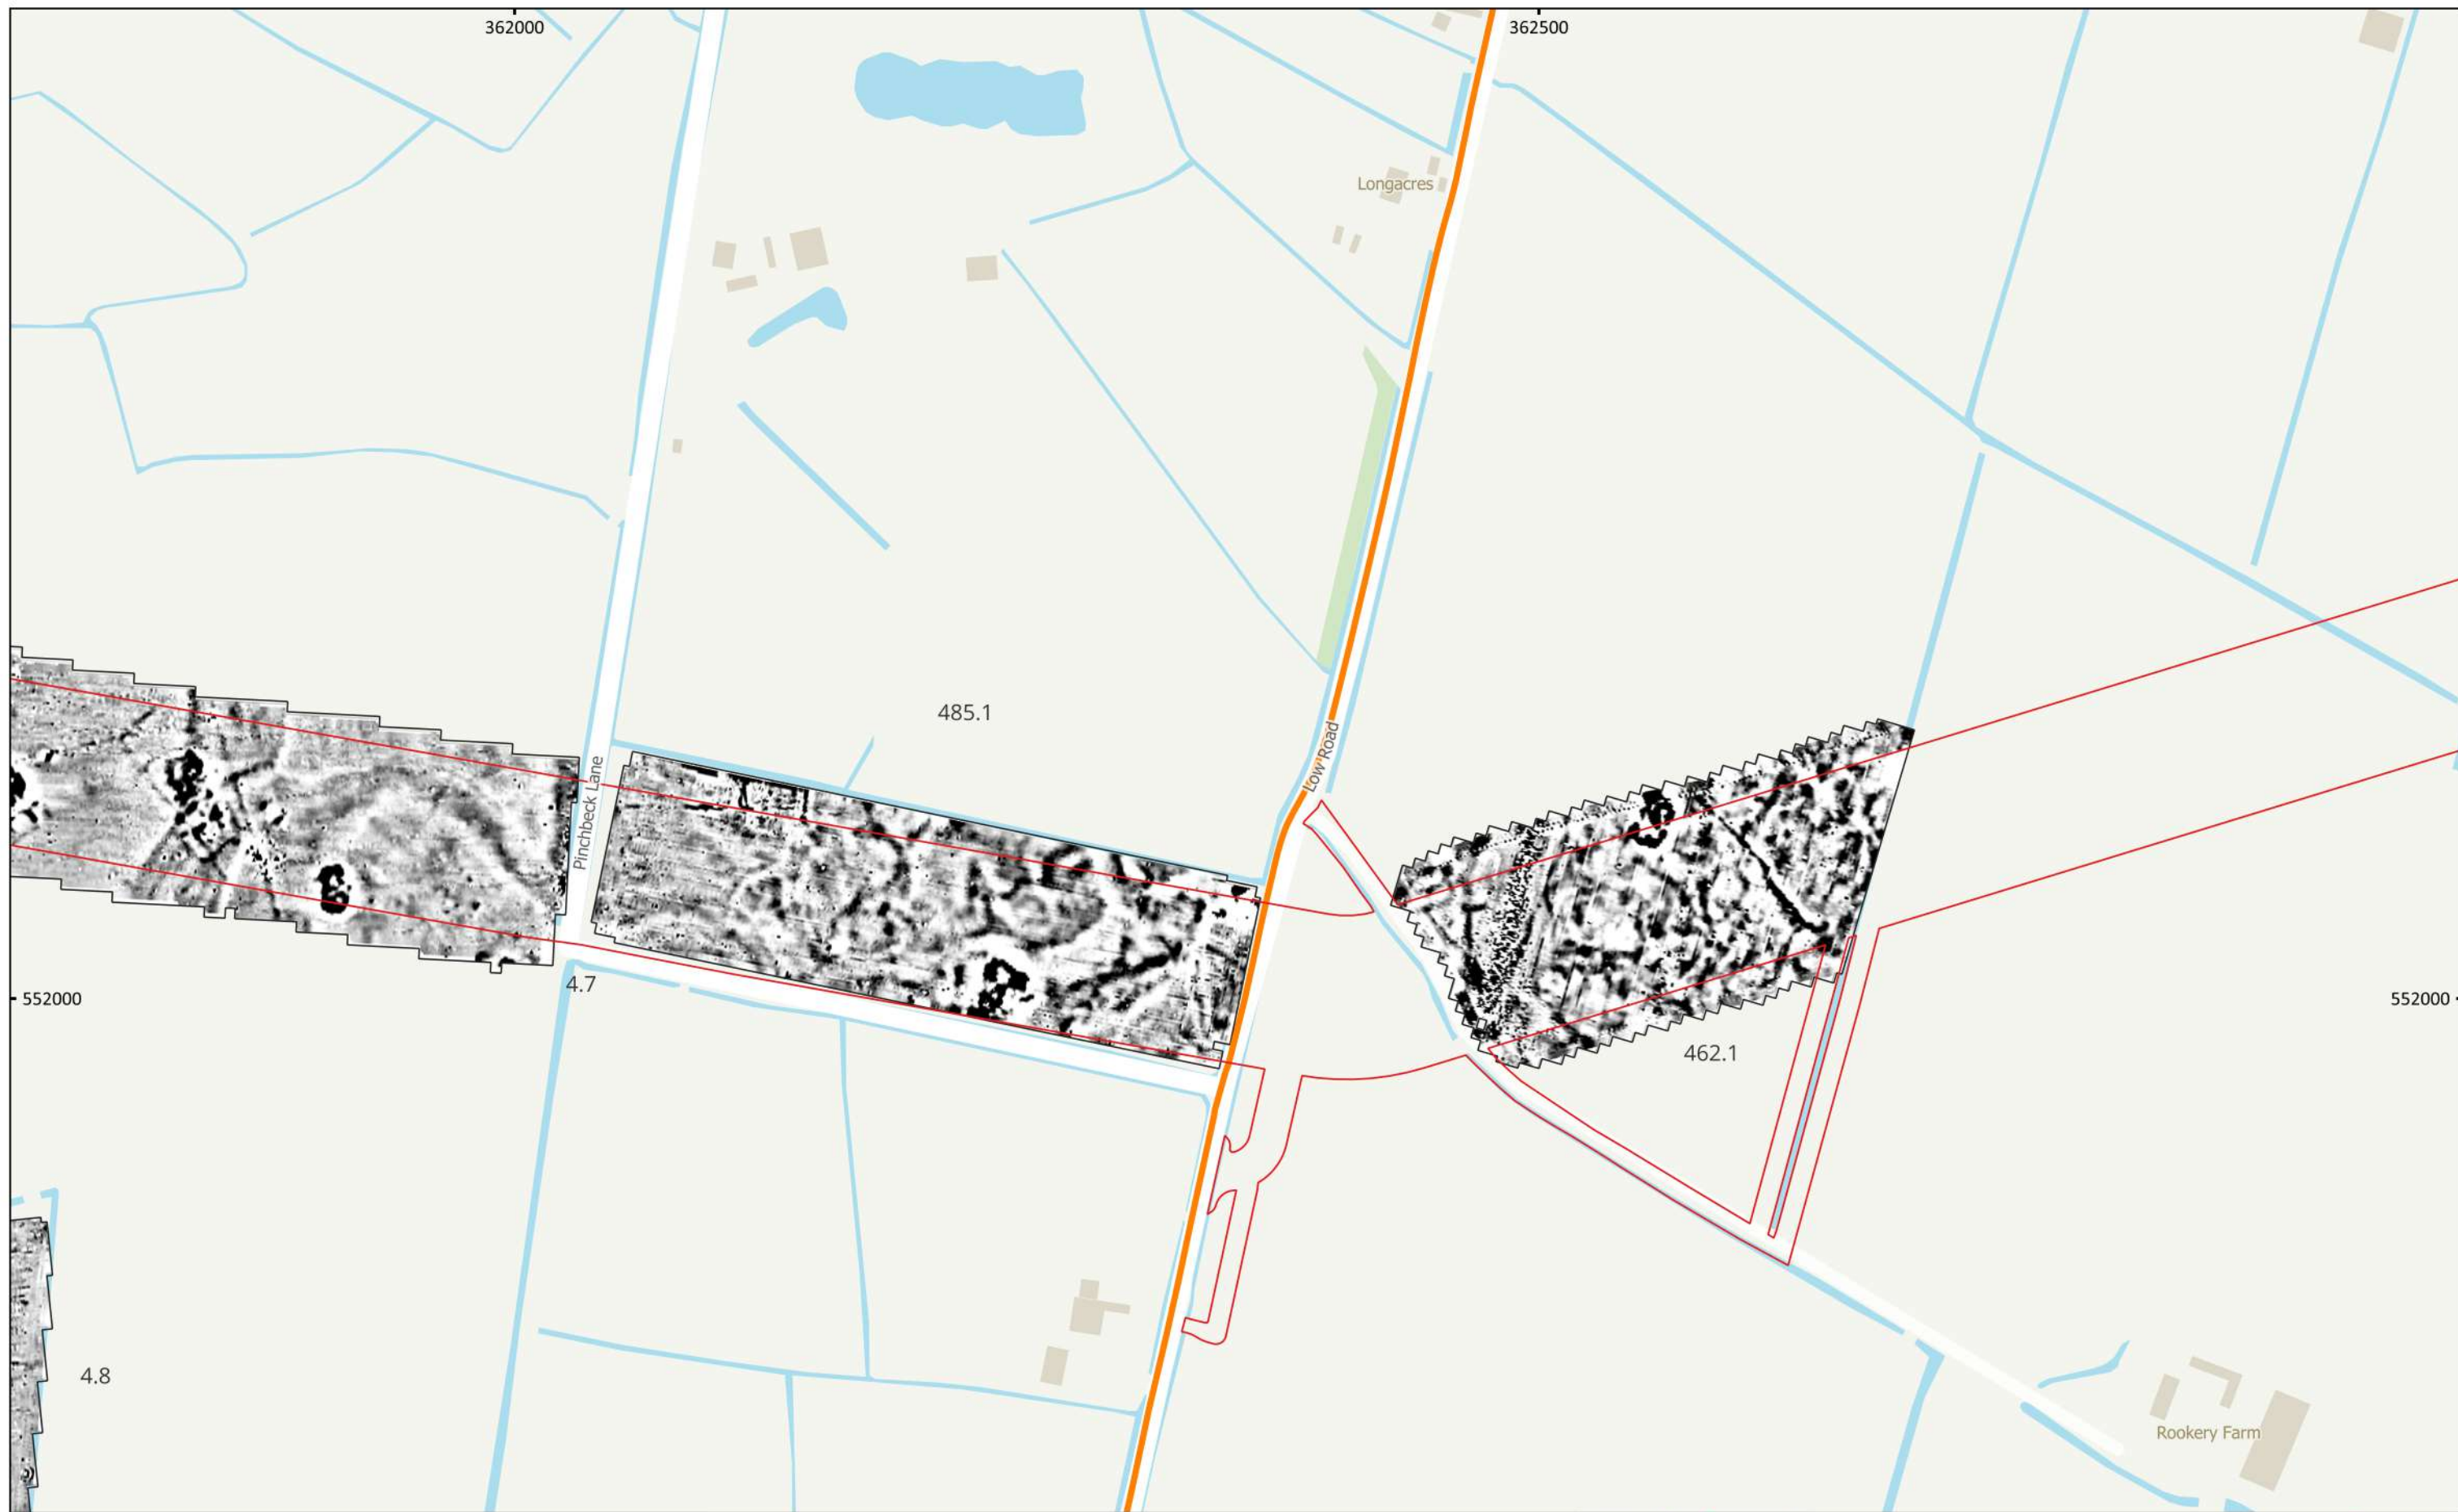 362000
362500
Longacres
485.1
Low Road
Pinchbeck Lane
4.7
552000
552000
462.1
4.8
Rookery Farm